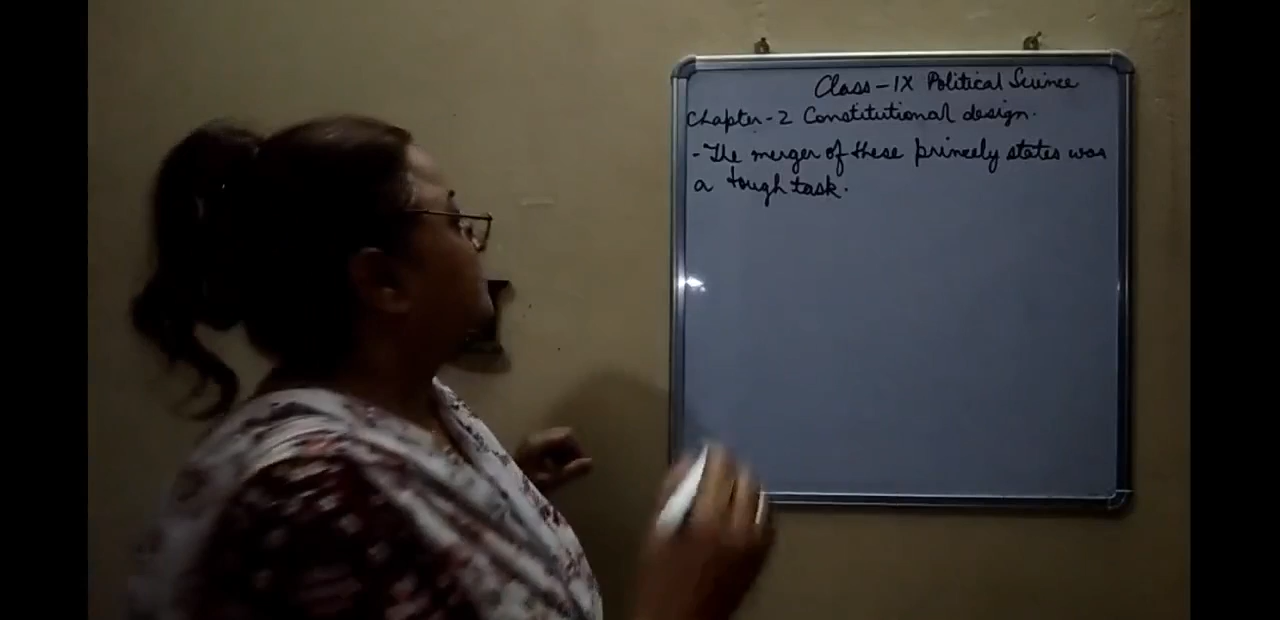 Class-IX Political Science
Chapter-2 Constitutional design.
- The merger of these princely states was
a tough task.